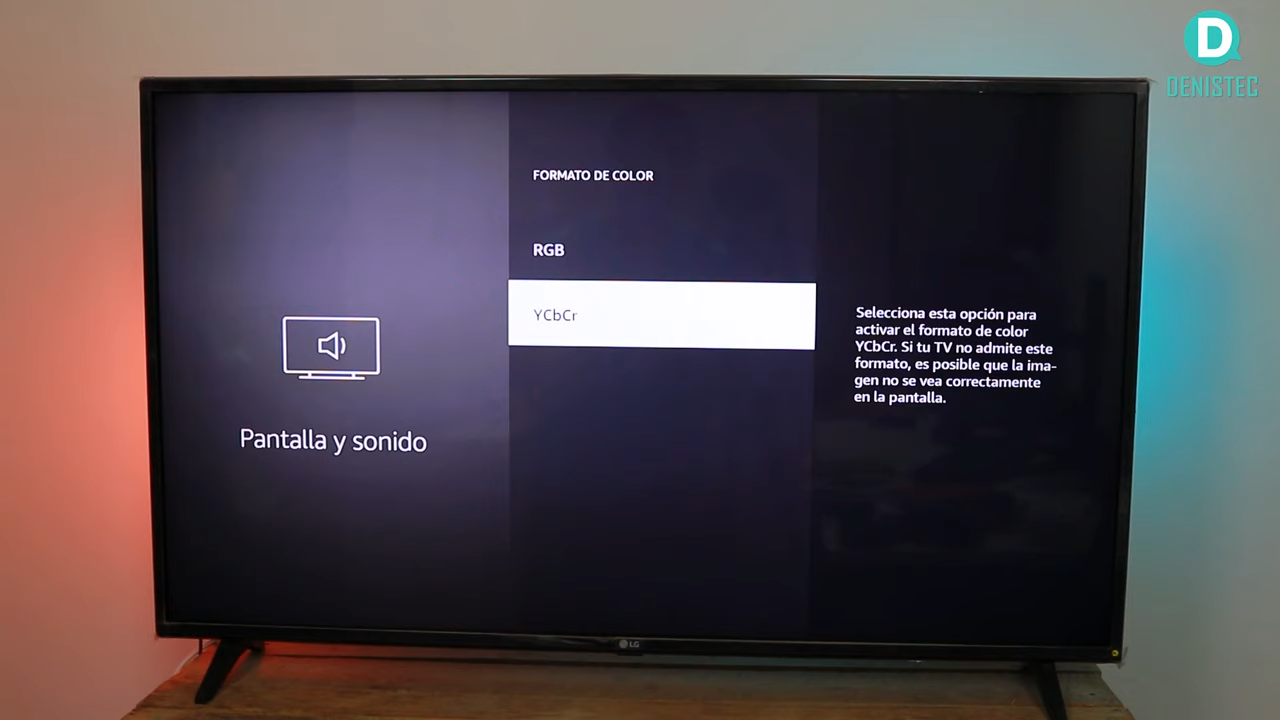 DENISTEC
FORMATO DE COLOR
RGB
YCbCr
Selecciona esta opción para
activar el formato de color
YCbCr. Si tu TV no admite este
formato, es posible que la ima-
gen no se vea correctamente
en la pantalla.
Pantalla y sonido
LG